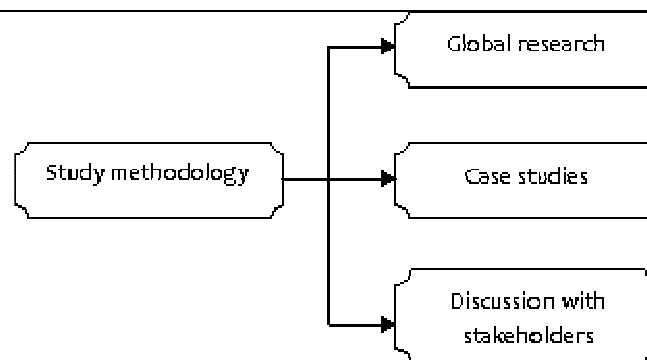 Global research
Study methodology
Case studies
Discussion with
stakeholders